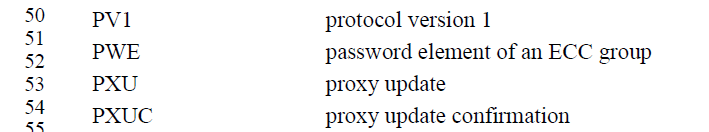 50 PV1 protocol version 1
51
52 PWE password element of an ECC group
53 PXU proxy update
54 PXUC proxy update confirmation
55